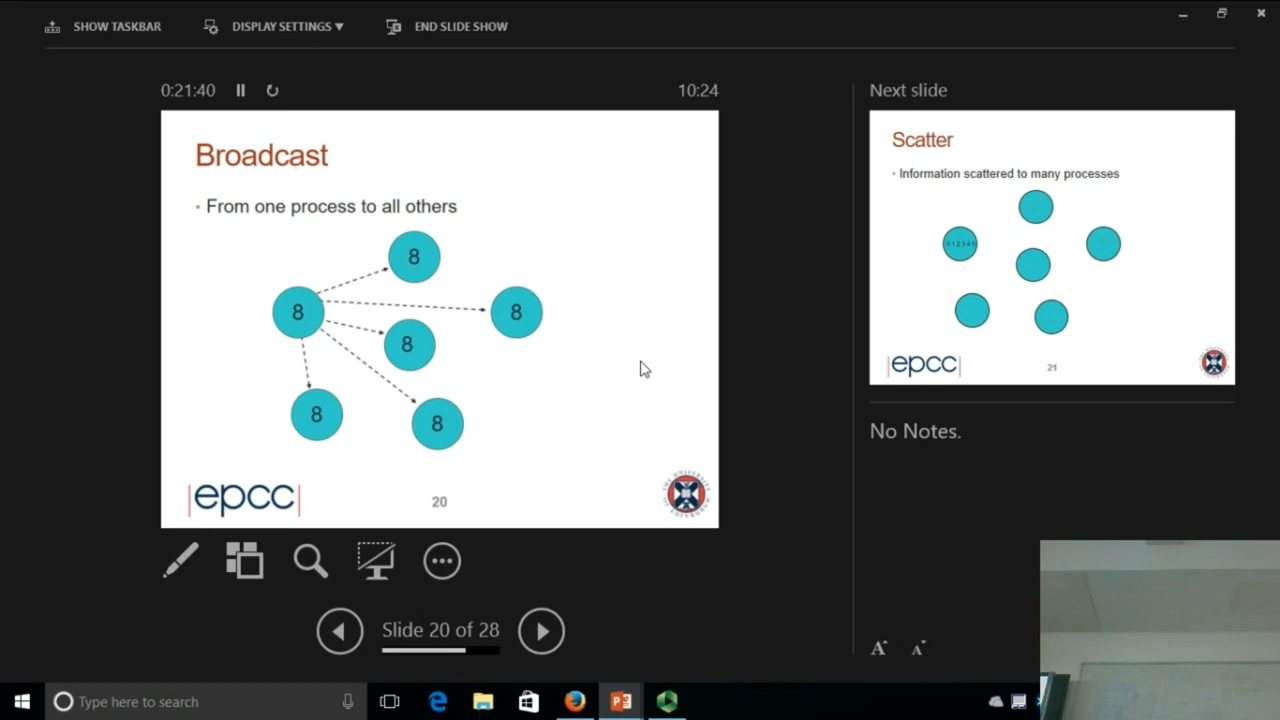 SHOW TASKBAR
DISPLAY SETTINGS ▼
END SLIDE SHOW
0:21:40
10:24
Broadcast
• From one process to all others
8
8
8
8
8
8
|epcc|
20
Next slide
Scatter
• Information scattered to many processes
012345
|epcc|
21
No Notes.
A A
Slide 20 of 28
Type here to search